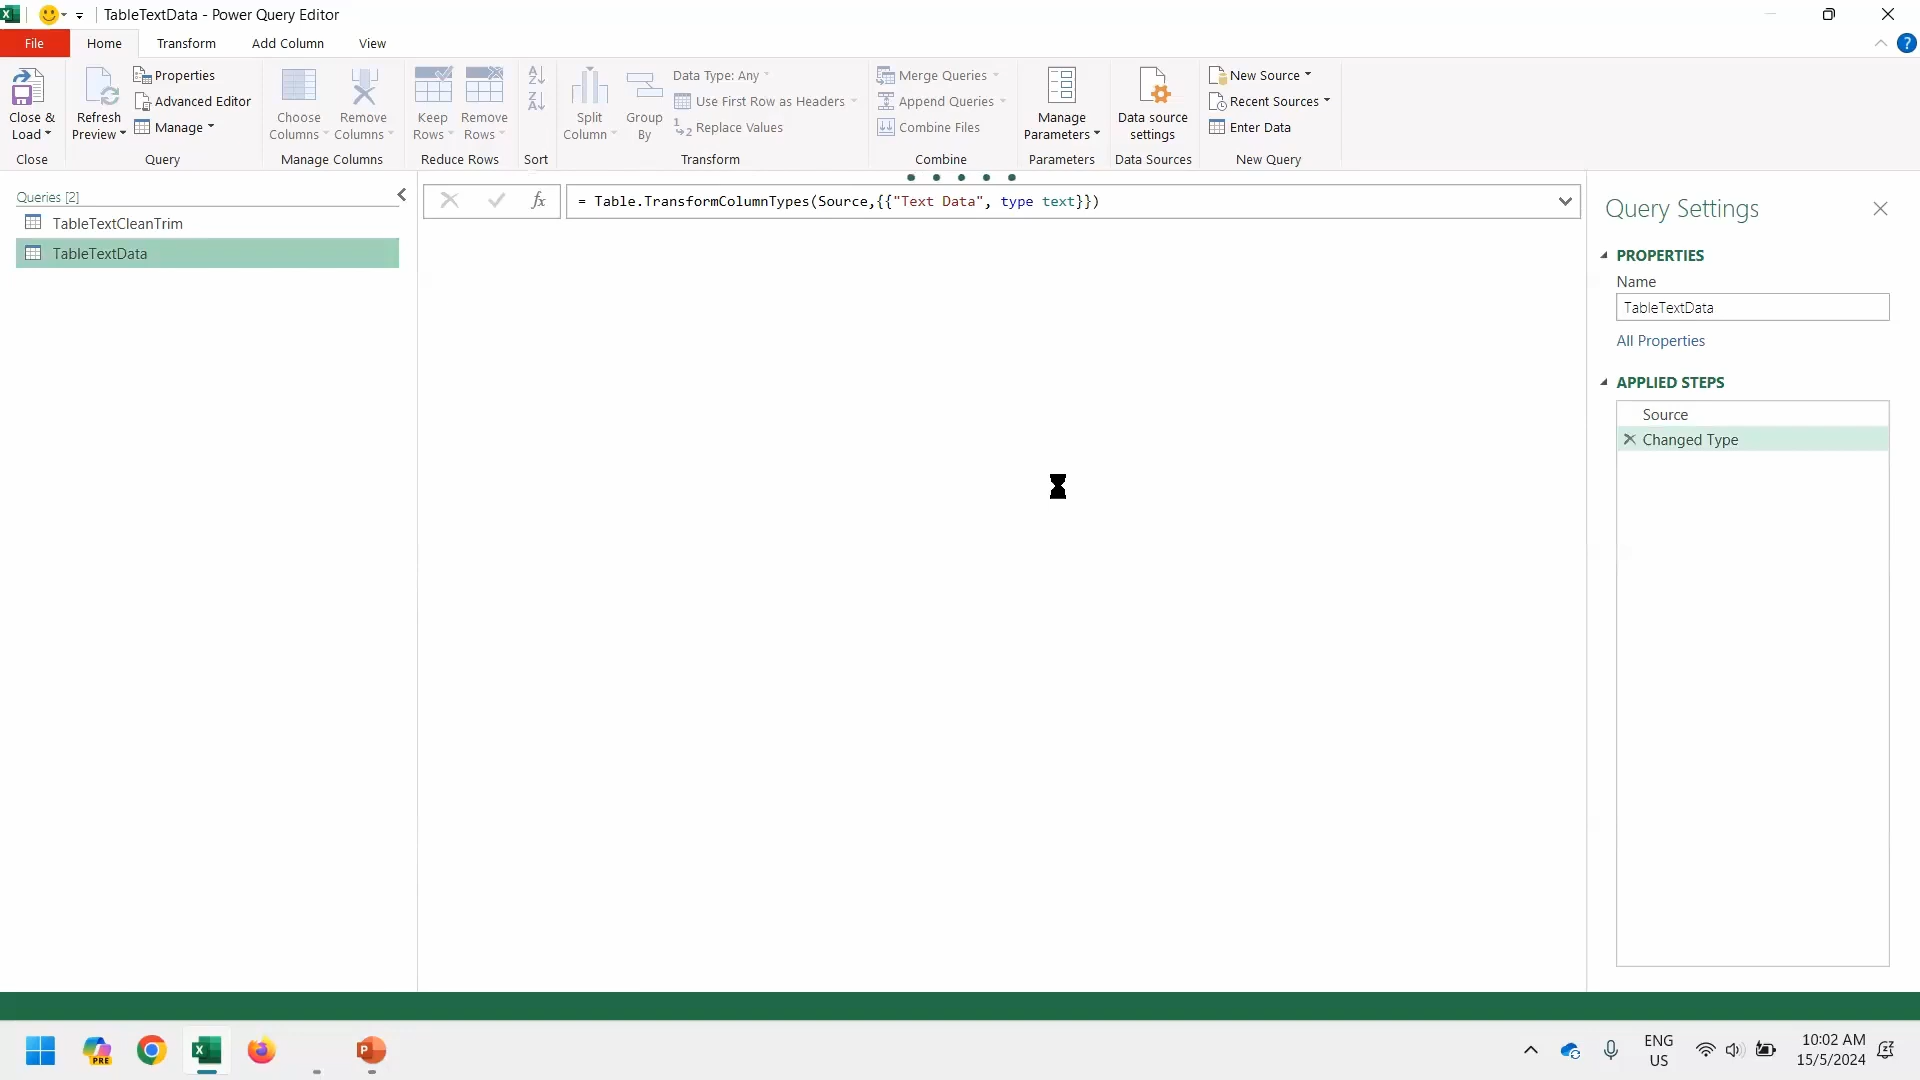 TableTextData - Power Query Editor
File
Home
Transform
Add Column
View
?
Close &
Load
Close
Refresh
Preview
Properties
Advanced Editor
Manage
Query
Choose
Columns
Remove
Columns
Manage Columns
Keep
Rows
Remove
Rows
Reduce Rows
A
Z
Z
A
Sort
Split
Column
Group
By
Data Type: Any
Use First Row as Headers
1
2
Replace Values
Transform
Merge Queries
Append Queries
Combine Files
Combine
Manage
Parameters
Parameters
Data source
settings
Data Sources
New Source
Recent Sources
Enter Data
New Query
Queries [2]
TableTextCleanTrim
TableTextData
fx
= Table.TransformColumnTypes(Source,{{"Text Data", type text}})
Query Settings
PROPERTIES
Name
TableTextData
All Properties
APPLIED STEPS
Source
Changed Type
PRE
X
P
ENG
US
10:02 AM
15/5/2024